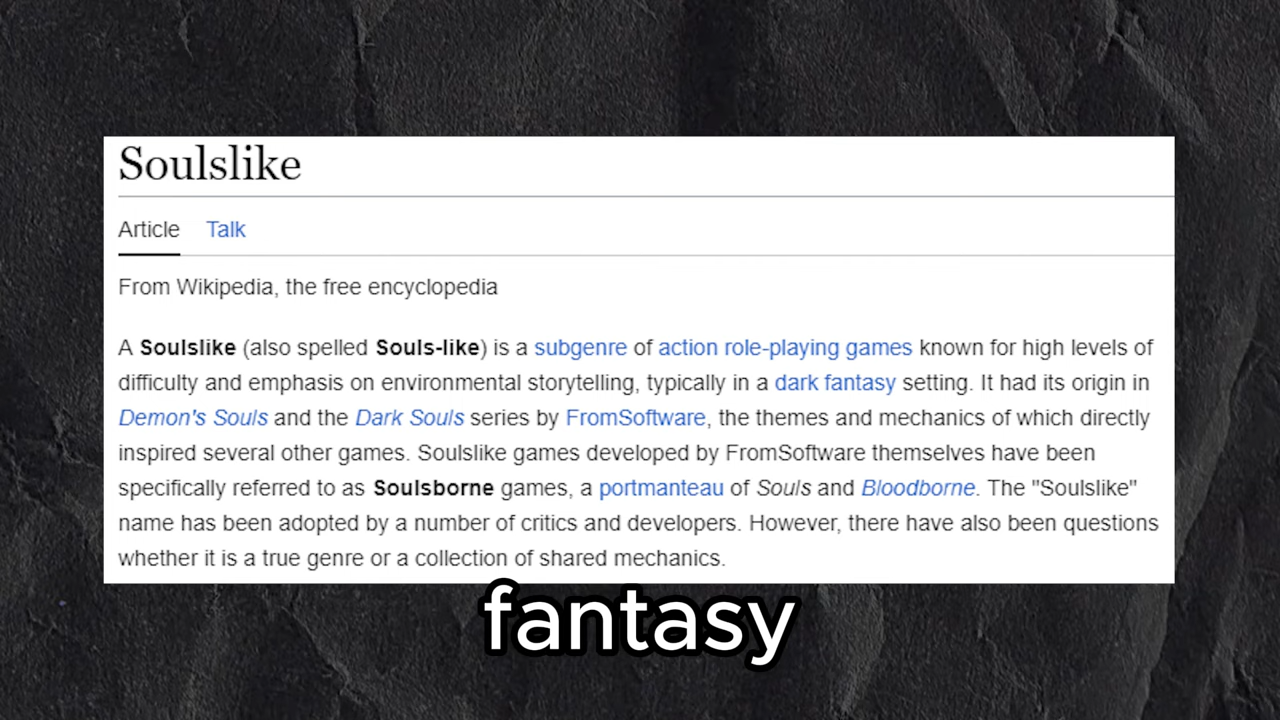 Soulslike
Article Talk
From Wikipedia, the free encyclopedia
A Soulslike (also spelled Souls-like) is a subgenre of action role-playing games known for high levels of
difficulty and emphasis on environmental storytelling, typically in a dark fantasy setting. It had its origin in
Demon's Souls and the Dark Souls series by FromSoftware, the themes and mechanics of which directly
inspired several other games. Soulslike games developed by FromSoftware themselves have been
specifically referred to as Soulsborne games, a portmanteau of Souls and Bloodborne. The "Soulslike"
name has been adopted by a number of critics and developers. However, there have also been questions
whether it is a true genre or a collection of shared mechanics.
fantasy